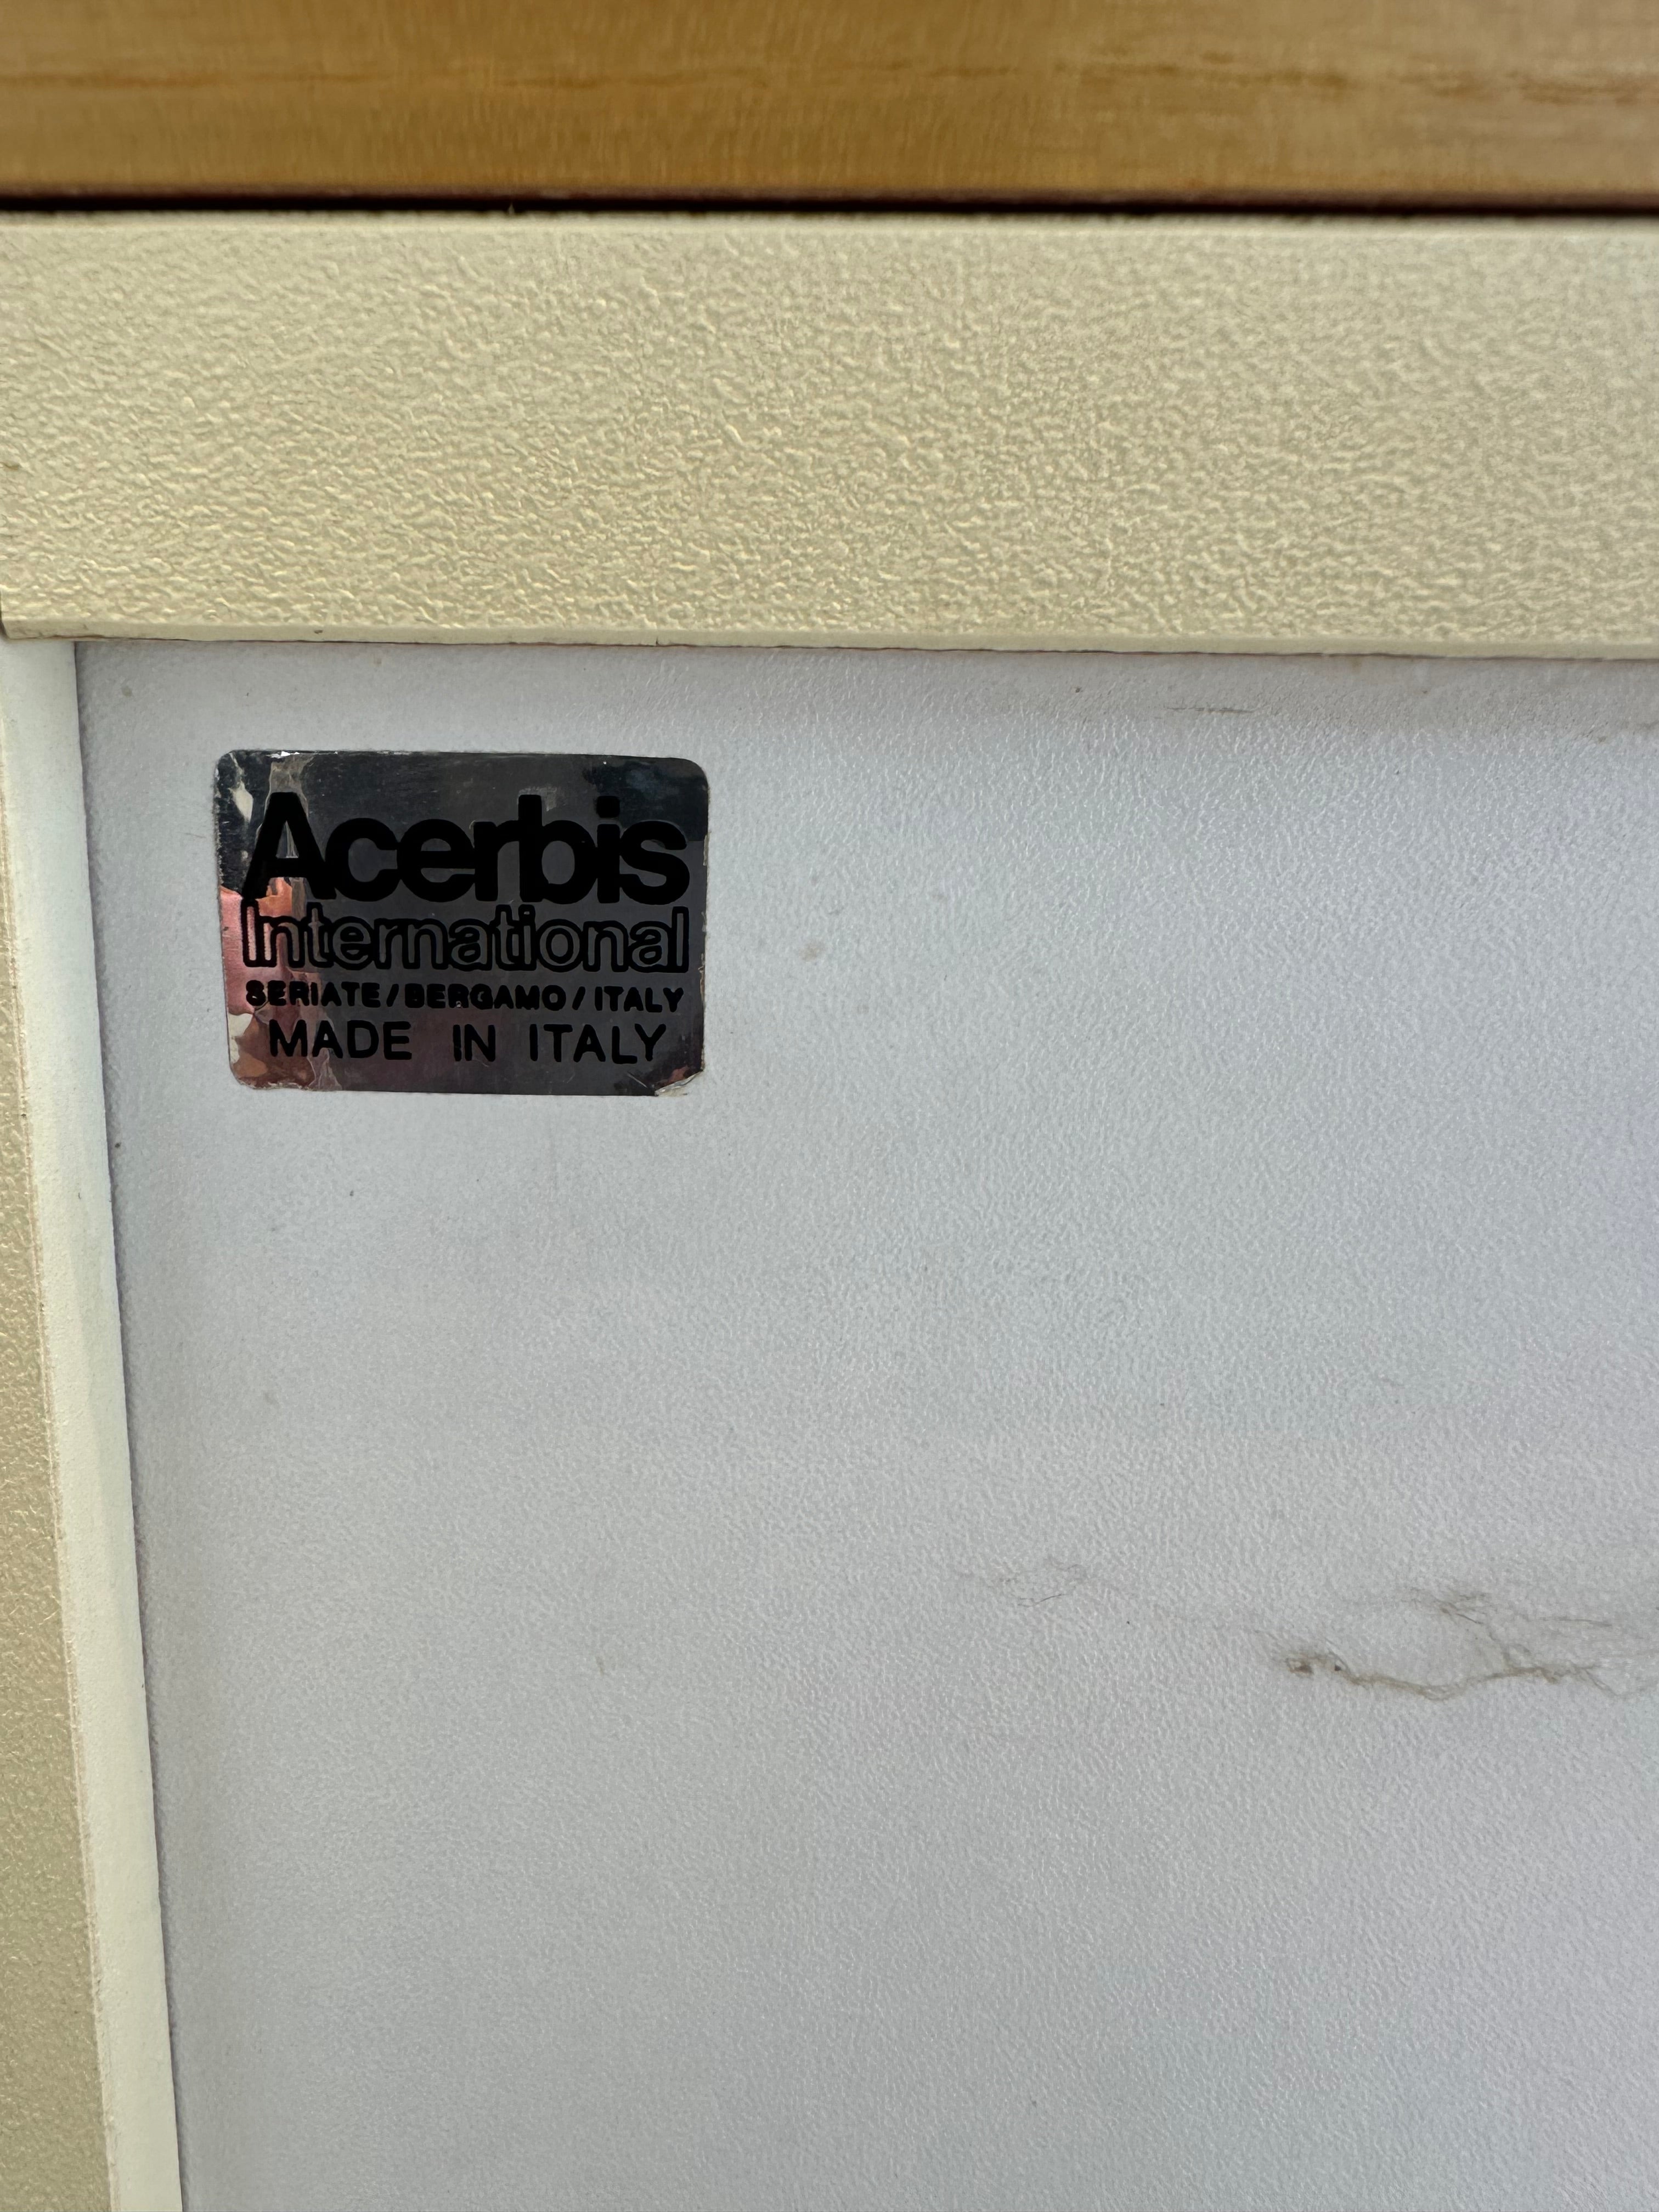 Acerbis
International
SERIATE/BERGAMO/ITALY
MADE IN ITALY